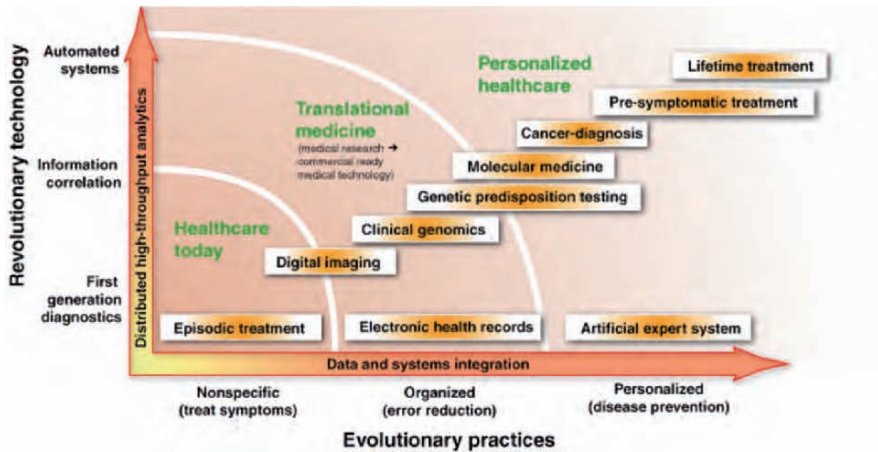 Revolutionary technology
Automated
systems
Information
correlation
First
generation
diagnostics
Distributed high-throughput analytics
Healthcare
today
Translational
medicine
(medical research ➔
commercial ready
medical technology)
Personalized
healthcare
Lifetime treatment
Pre-symptomatic treatment
Cancer-diagnosis
Molecular medicine
Genetic predisposition testing
Clinical genomics
Digital imaging
Episodic treatment
Electronic health records
Artificial expert system
Data and systems integration
Nonspecific
(treat symptoms)
Organized
(error reduction)
Personalized
(disease prevention)
Evolutionary practices